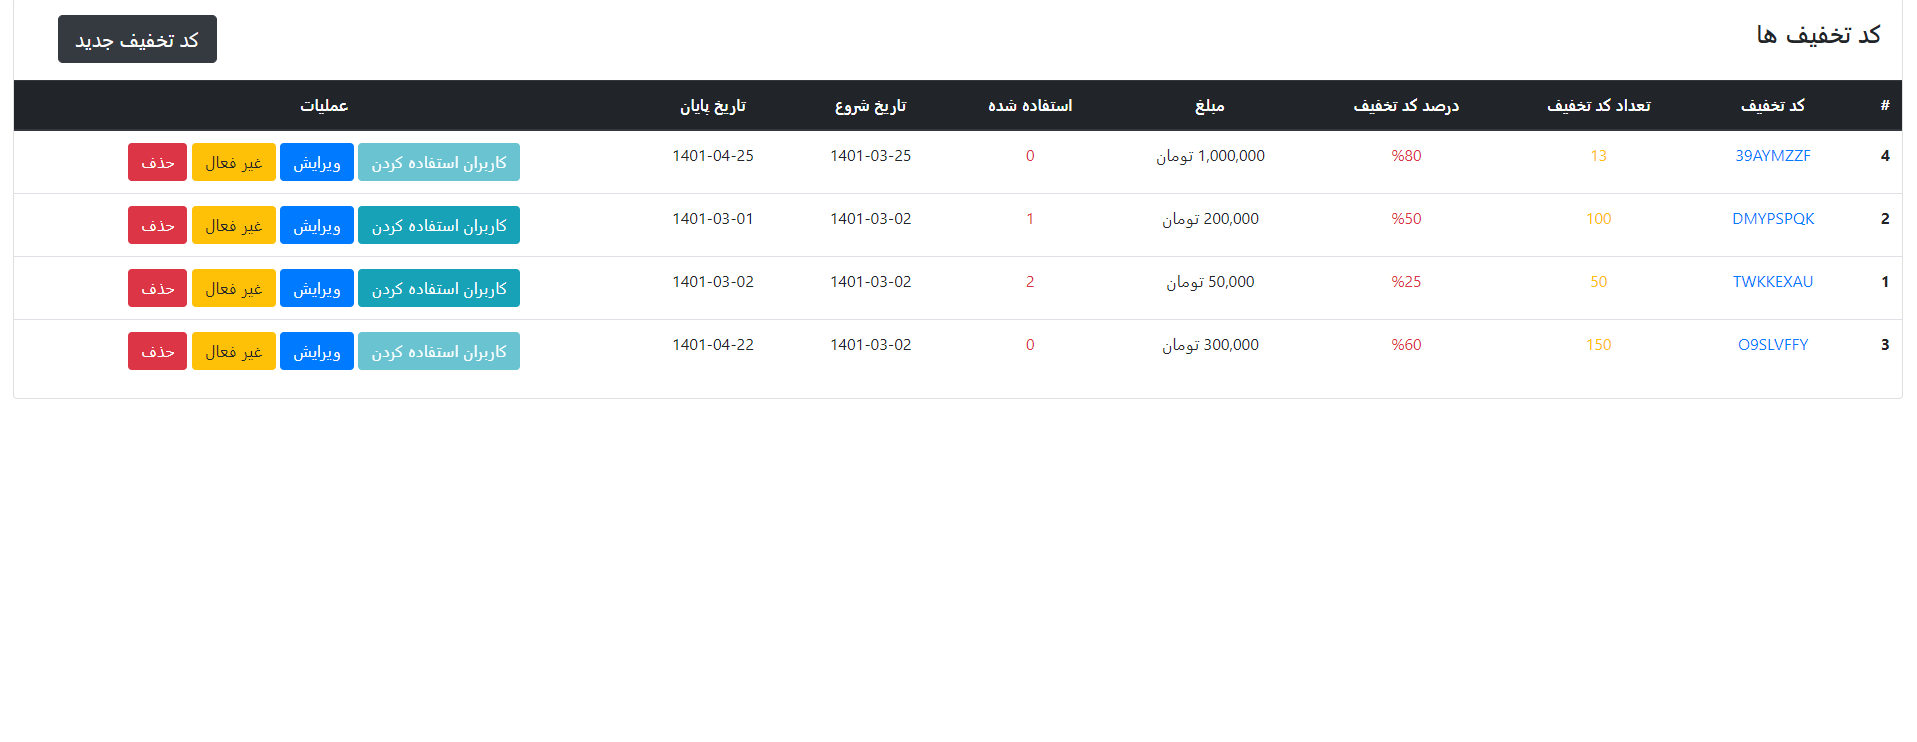 کد تخفیف ها
کد تخفیف جدید
# کد تخفیف تعداد کد تخفیف درصد کد تخفیف مبلغ استفاده شده تاریخ شروع تاریخ پایان عملیات
4 39AYMZZF 13 %80 1,000,000 تومان 0 1401-03-25 1401-04-25 کاربران استفاده کردن ویرایش غیر فعال حذف
2 DMYPSPQK 100 %50 200,000 تومان 1 1401-03-02 1401-03-01 کاربران استفاده کردن ویرایش غیر فعال حذف
1 TWKKEXAU 50 %25 50,000 تومان 2 1401-03-02 1401-03-02 کاربران استفاده کردن ویرایش غیر فعال حذف
3 O9SLVFFY 150 %60 300,000 تومان 0 1401-03-02 1401-04-22 کاربران استفاده کردن ویرایش غیر فعال حذف